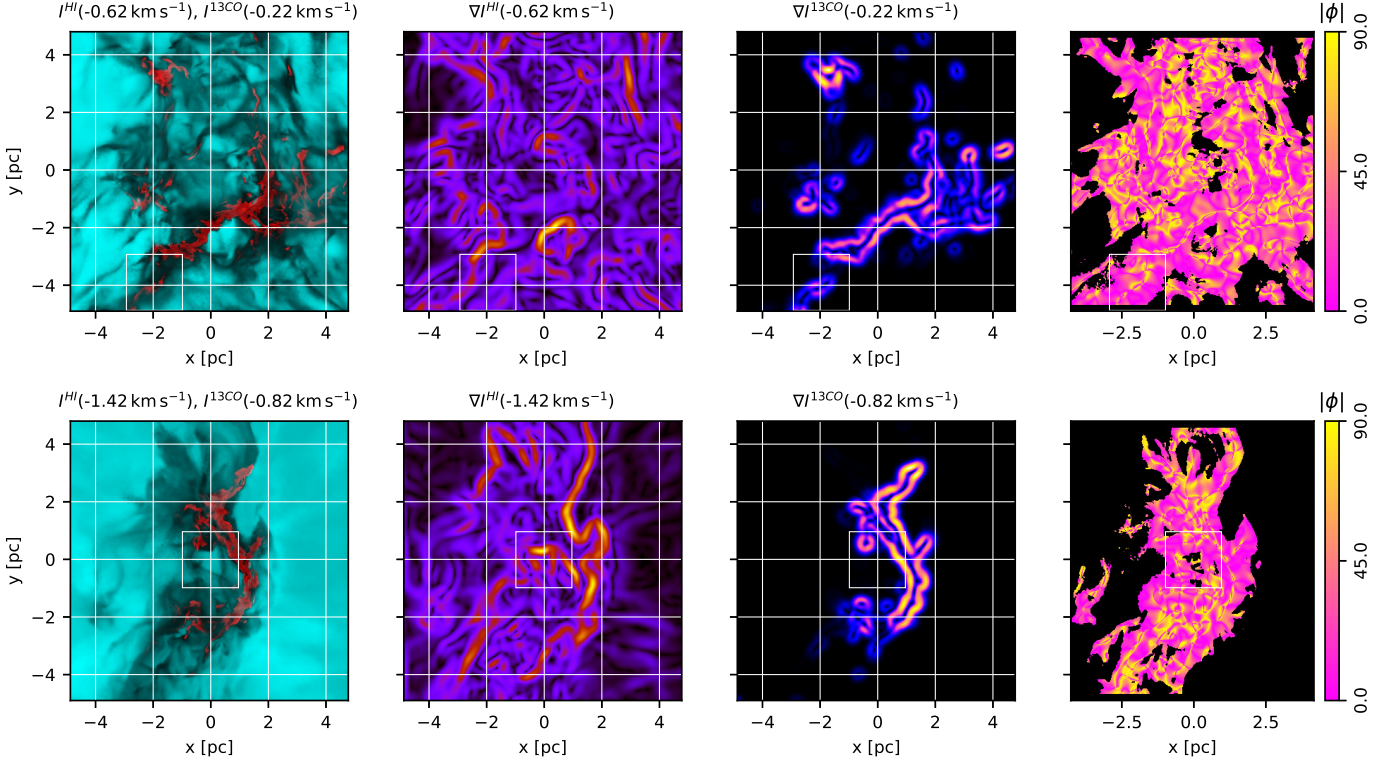 I^{HI}(-0.62 km s^{−1}), I^{13CO}(-0.22 km s^{−1})
∇I^{HI}(-0.62 km s^{−1})
∇I^{13CO}(-0.22 km s^{−1})
|ϕ|
4
2
0
−2
−4
y [pc]
−4 −2 0 2 4
x [pc]
−4 −2 0 2 4
x [pc]
−4 −2 0 2 4
x [pc]
−2.5 0.0 2.5
x [pc]
90.0
45.0
0.0
I^{HI}(-1.42 km s^{−1}), I^{13CO}(-0.82 km s^{−1})
∇I^{HI}(-1.42 km s^{−1})
∇I^{13CO}(-0.82 km s^{−1})
|ϕ|
4
2
0
−2
−4
y [pc]
−4 −2 0 2 4
x [pc]
−4 −2 0 2 4
x [pc]
−4 −2 0 2 4
x [pc]
−2.5 0.0 2.5
x [pc]
90.0
45.0
0.0